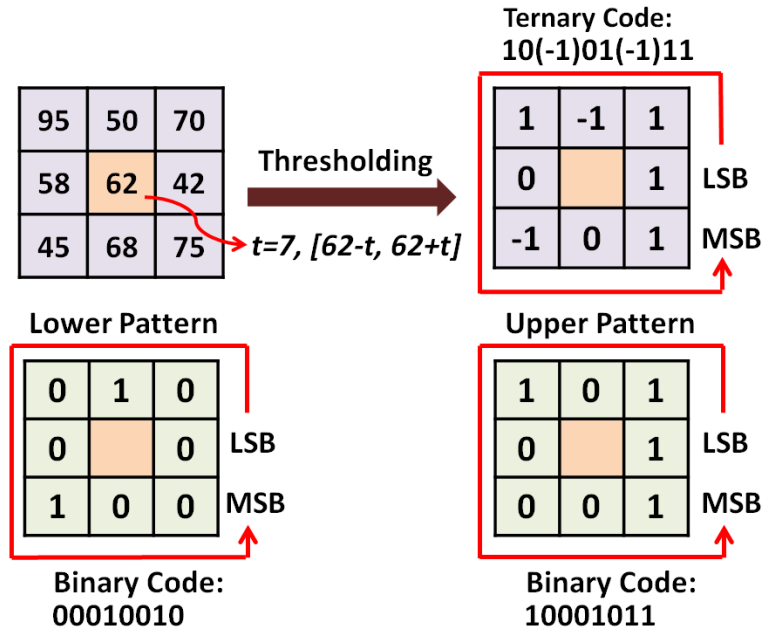 Ternary Code:
10(-1)01(-1)11
95 50 70
58 62 42
45 68 75
Thresholding
t=7, [62-t, 62+t]
1 -1 1
0 1 LSB
-1 0 1 MSB
Lower Pattern
0 1 0
0 0 LSB
1 0 0 MSB
Binary Code:
00010010
Upper Pattern
1 0 1
0 1 LSB
0 0 1 MSB
Binary Code:
10001011